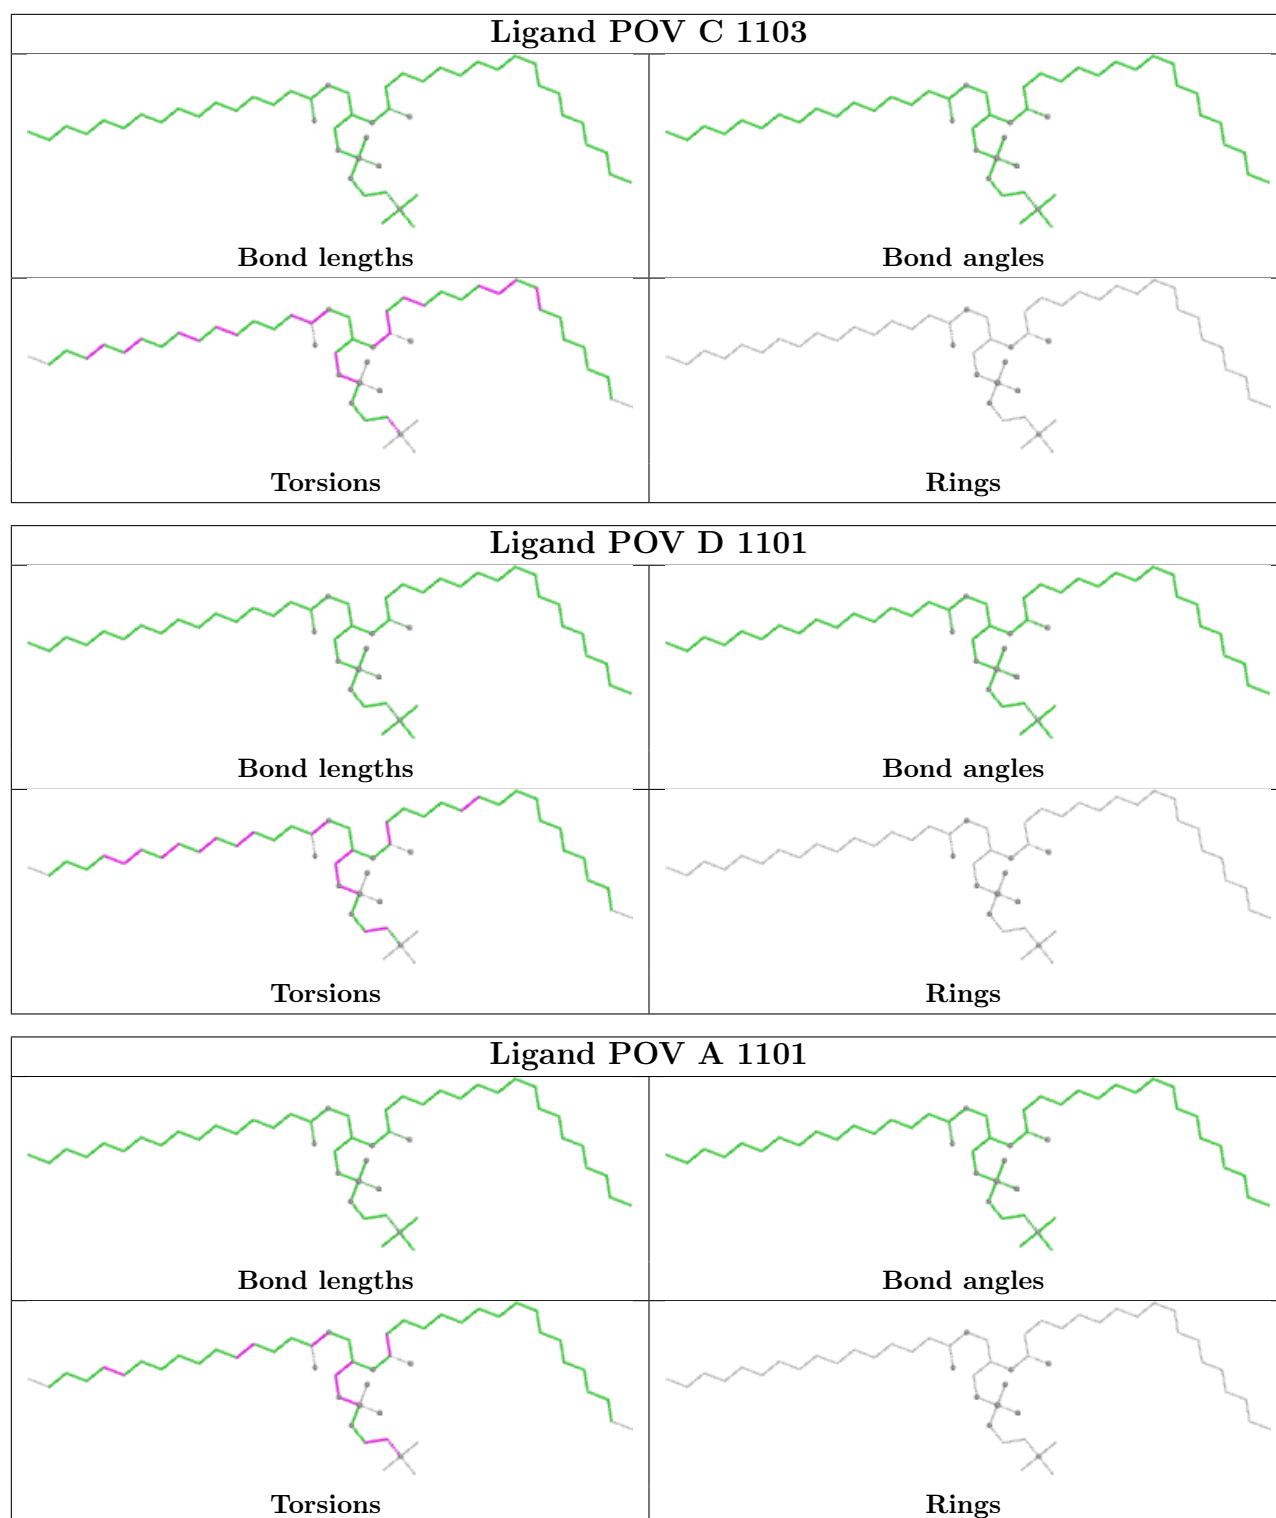 Ligand POV C 1103
Bond lengths
Bond angles
Torsions
Rings
Ligand POV D 1101
Bond lengths
Bond angles
Torsions
Rings
Ligand POV A 1101
Bond lengths
Bond angles
Torsions
Rings